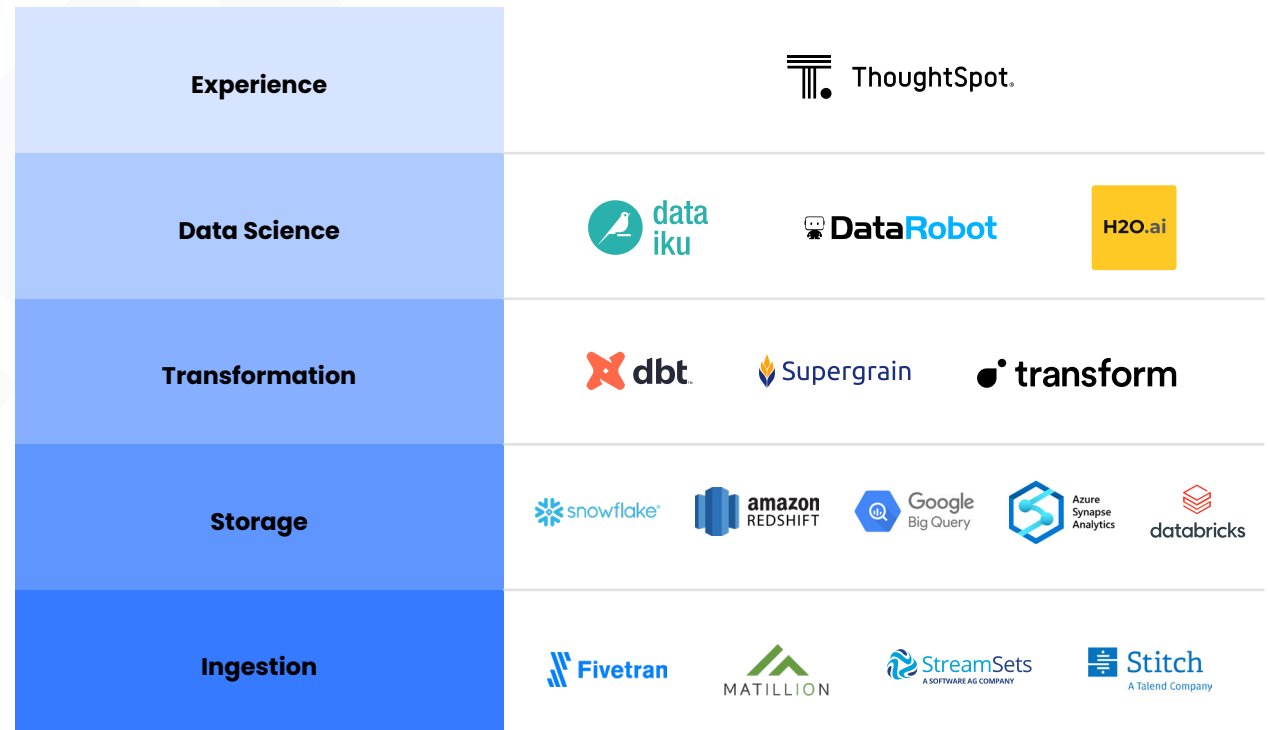 Experience
ThoughtSpot®
Data Science
data
iku
DataRobot
H2O.ai
Transformation
dbt™
Supergrain
transform
Storage
snowflake®
amazon
REDSHIFT
Google
Big Query
Azure
Synapse
Analytics
databricks
Ingestion
Fivetran
MATILLION
StreamSets
A SOFTWARE AG COMPANY
Stitch
A Talend Company